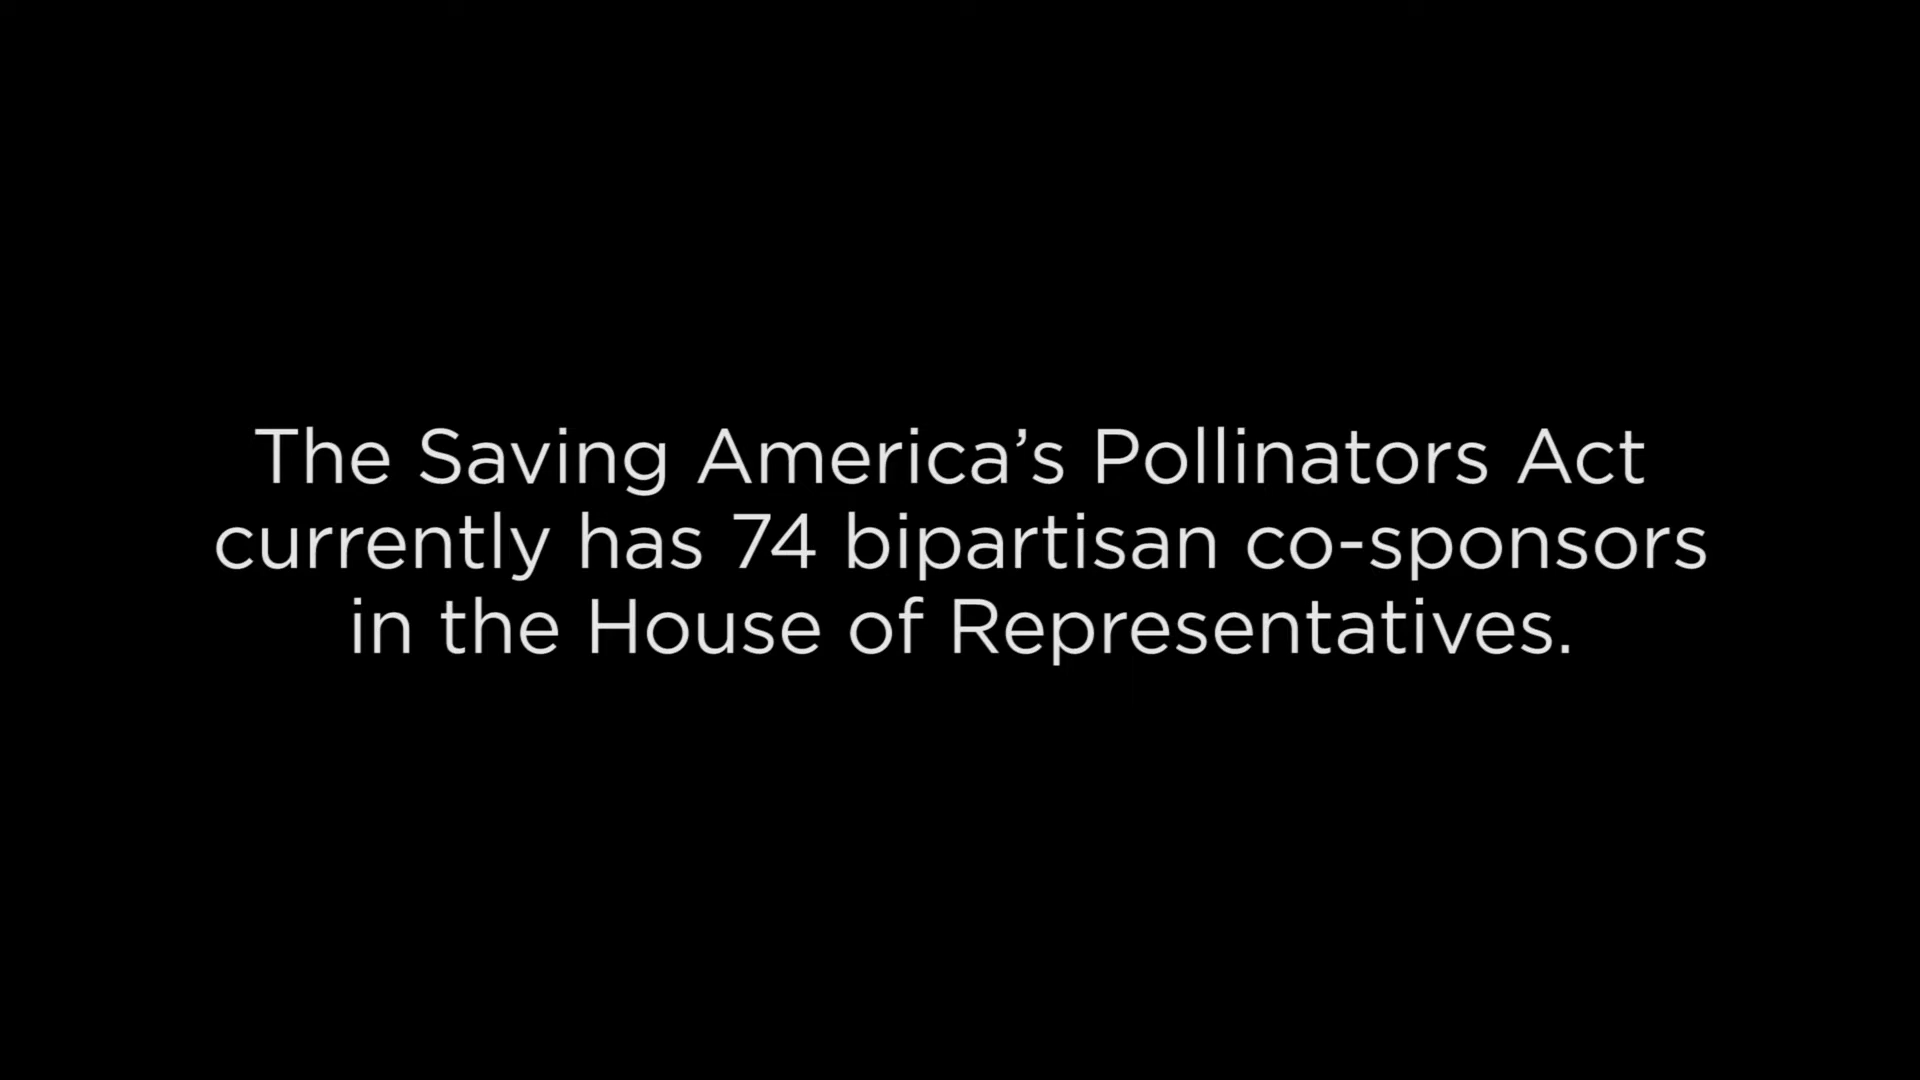 The Saving America’s Pollinators Act
currently has 74 bipartisan co-sponsors
in the House of Representatives.